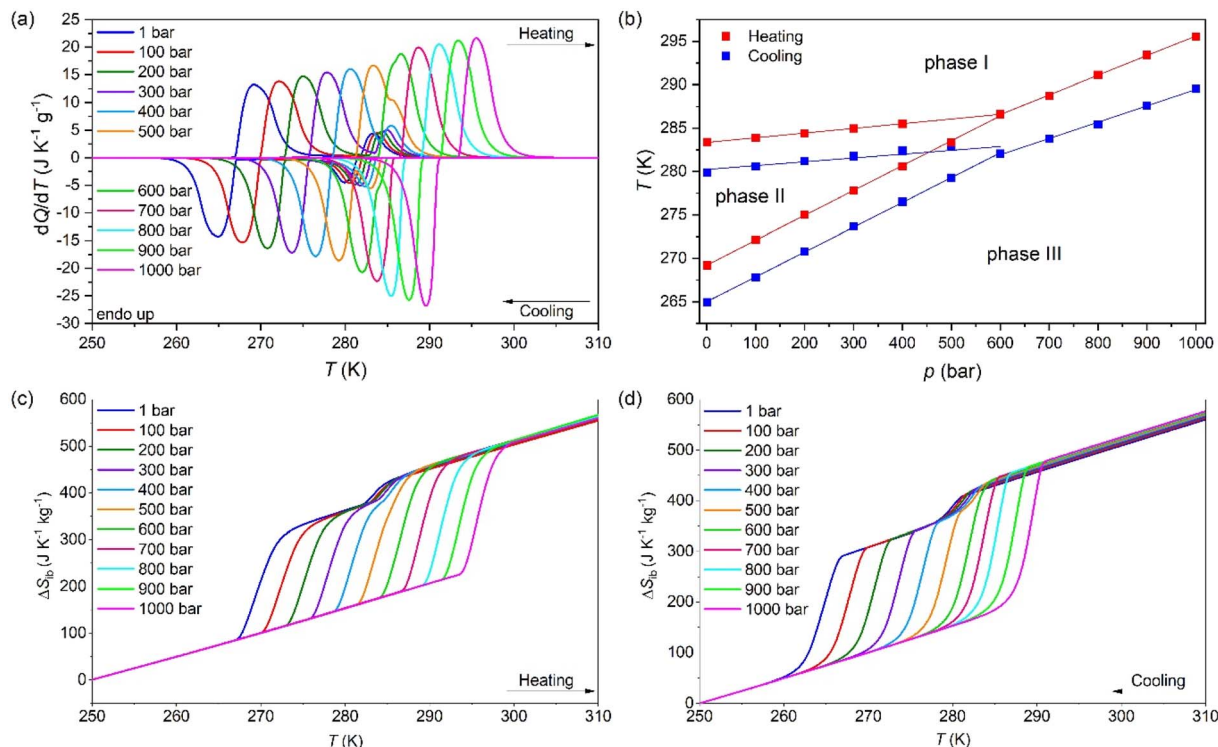 (a)
30
25
20
15
10
5
0
-5
-10
-15
-20
-25
-30
dQ/dT (J K⁻¹ g⁻¹)
1 bar
100 bar
200 bar
300 bar
400 bar
500 bar
600 bar
700 bar
800 bar
900 bar
1000 bar
Heating
Cooling
endo up
250 260 270 280 290 300 310
T (K)
(b)
295
290
285
280
275
270
265
T (K)
Heating
Cooling
phase I
phase II
phase III
0 100 200 300 400 500 600 700 800 900 1000
p (bar)
(c)
600
500
400
300
200
100
0
ΔS_ib (J K⁻¹ kg⁻¹)
1 bar
100 bar
200 bar
300 bar
400 bar
500 bar
600 bar
700 bar
800 bar
900 bar
1000 bar
Heating
250 260 270 280 290 300 310
T (K)
(d)
600
500
400
300
200
100
0
ΔS_ib (J K⁻¹ kg⁻¹)
1 bar
100 bar
200 bar
300 bar
400 bar
500 bar
600 bar
700 bar
800 bar
900 bar
1000 bar
Cooling
250 260 270 280 290 300 310
T (K)